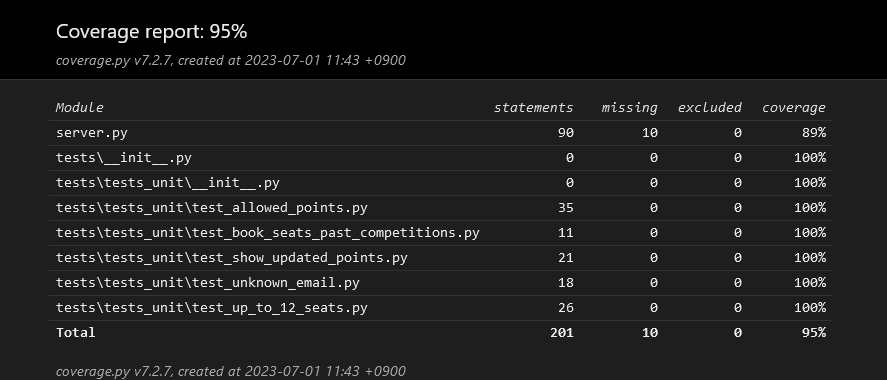 Coverage report: 95%
coverage.py v7.2.7, created at 2023-07-01 11:43 +0900
Module statements missing excluded coverage
server.py 90 10 0 89%
tests\__init__.py 0 0 0 100%
tests\tests_unit\__init__.py 0 0 0 100%
tests\tests_unit\test_allowed_points.py 35 0 0 100%
tests\tests_unit\test_book_seats_past_competitions.py 11 0 0 100%
tests\tests_unit\test_show_updated_points.py 21 0 0 100%
tests\tests_unit\test_unknown_email.py 18 0 0 100%
tests\tests_unit\test_up_to_12_seats.py 26 0 0 100%
Total 201 10 0 95%
coverage.py v7.2.7, created at 2023-07-01 11:43 +0900